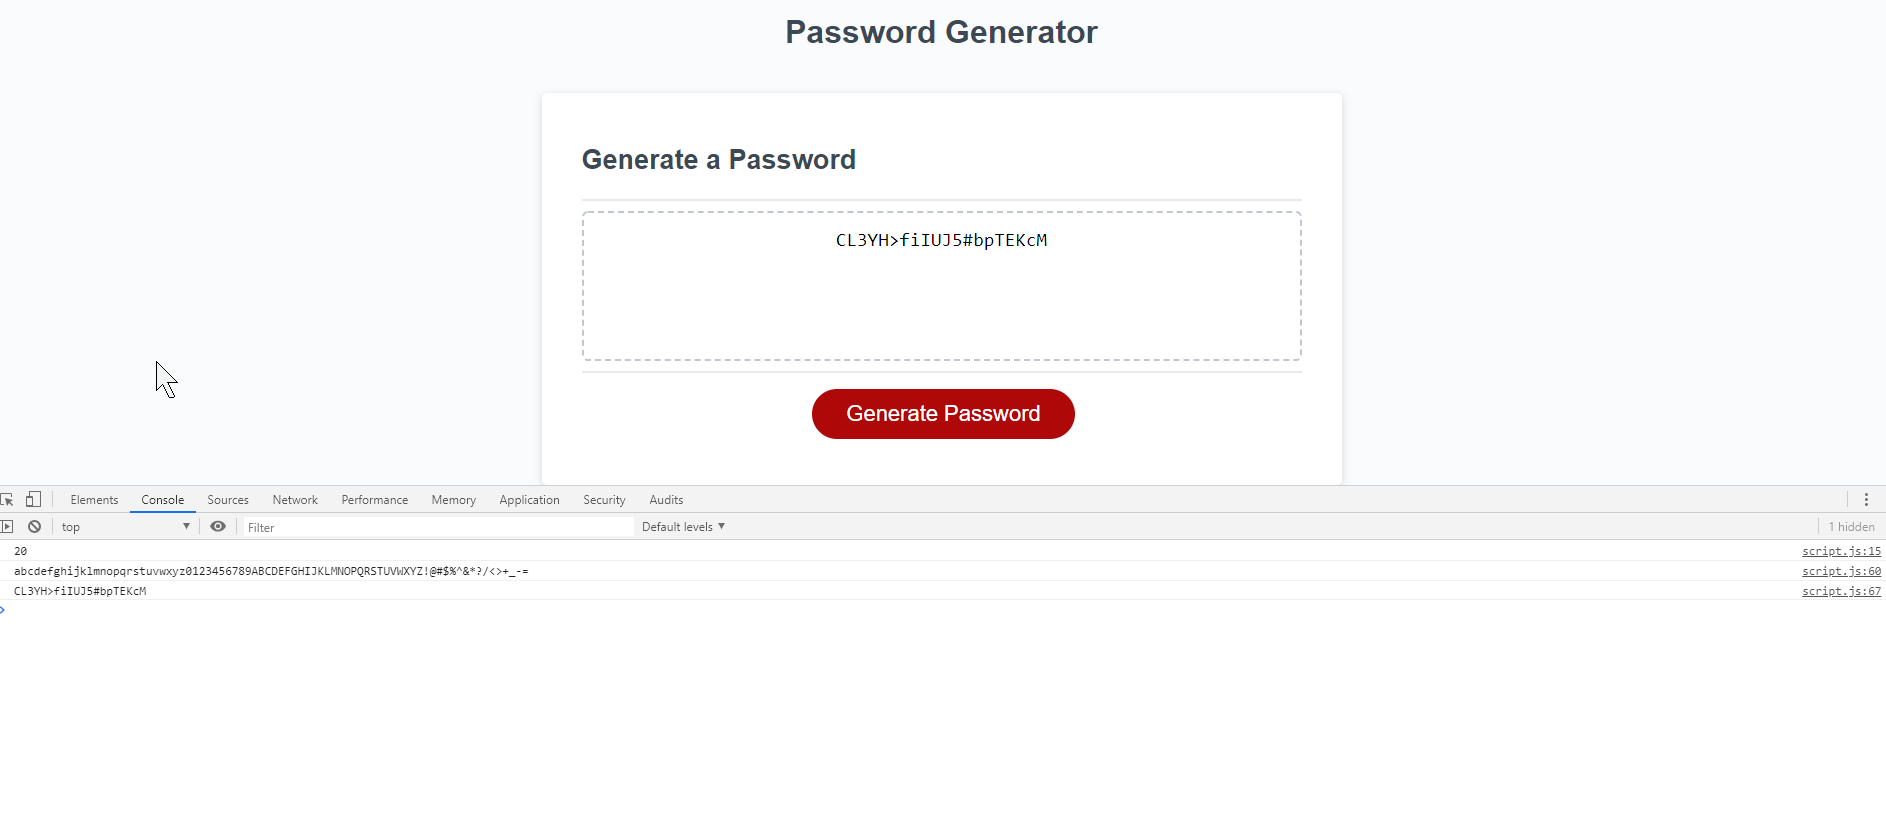 Password Generator
Generate a Password
CL3YH>fiIUJ5#bpTEKcM
Generate Password
Elements Console Sources Network Performance Memory Application Security Audits
top Filter Default levels 1 hidden
20 script.js:15
abcdefghijklmnopqrstuvwxyz0123456789ABCDEFGHIJKLMNOPQRSTUVWXYZ!@#$%^&*?/<>+_-= script.js:60
CL3YH>fiIUJ5#bpTEKcM script.js:67